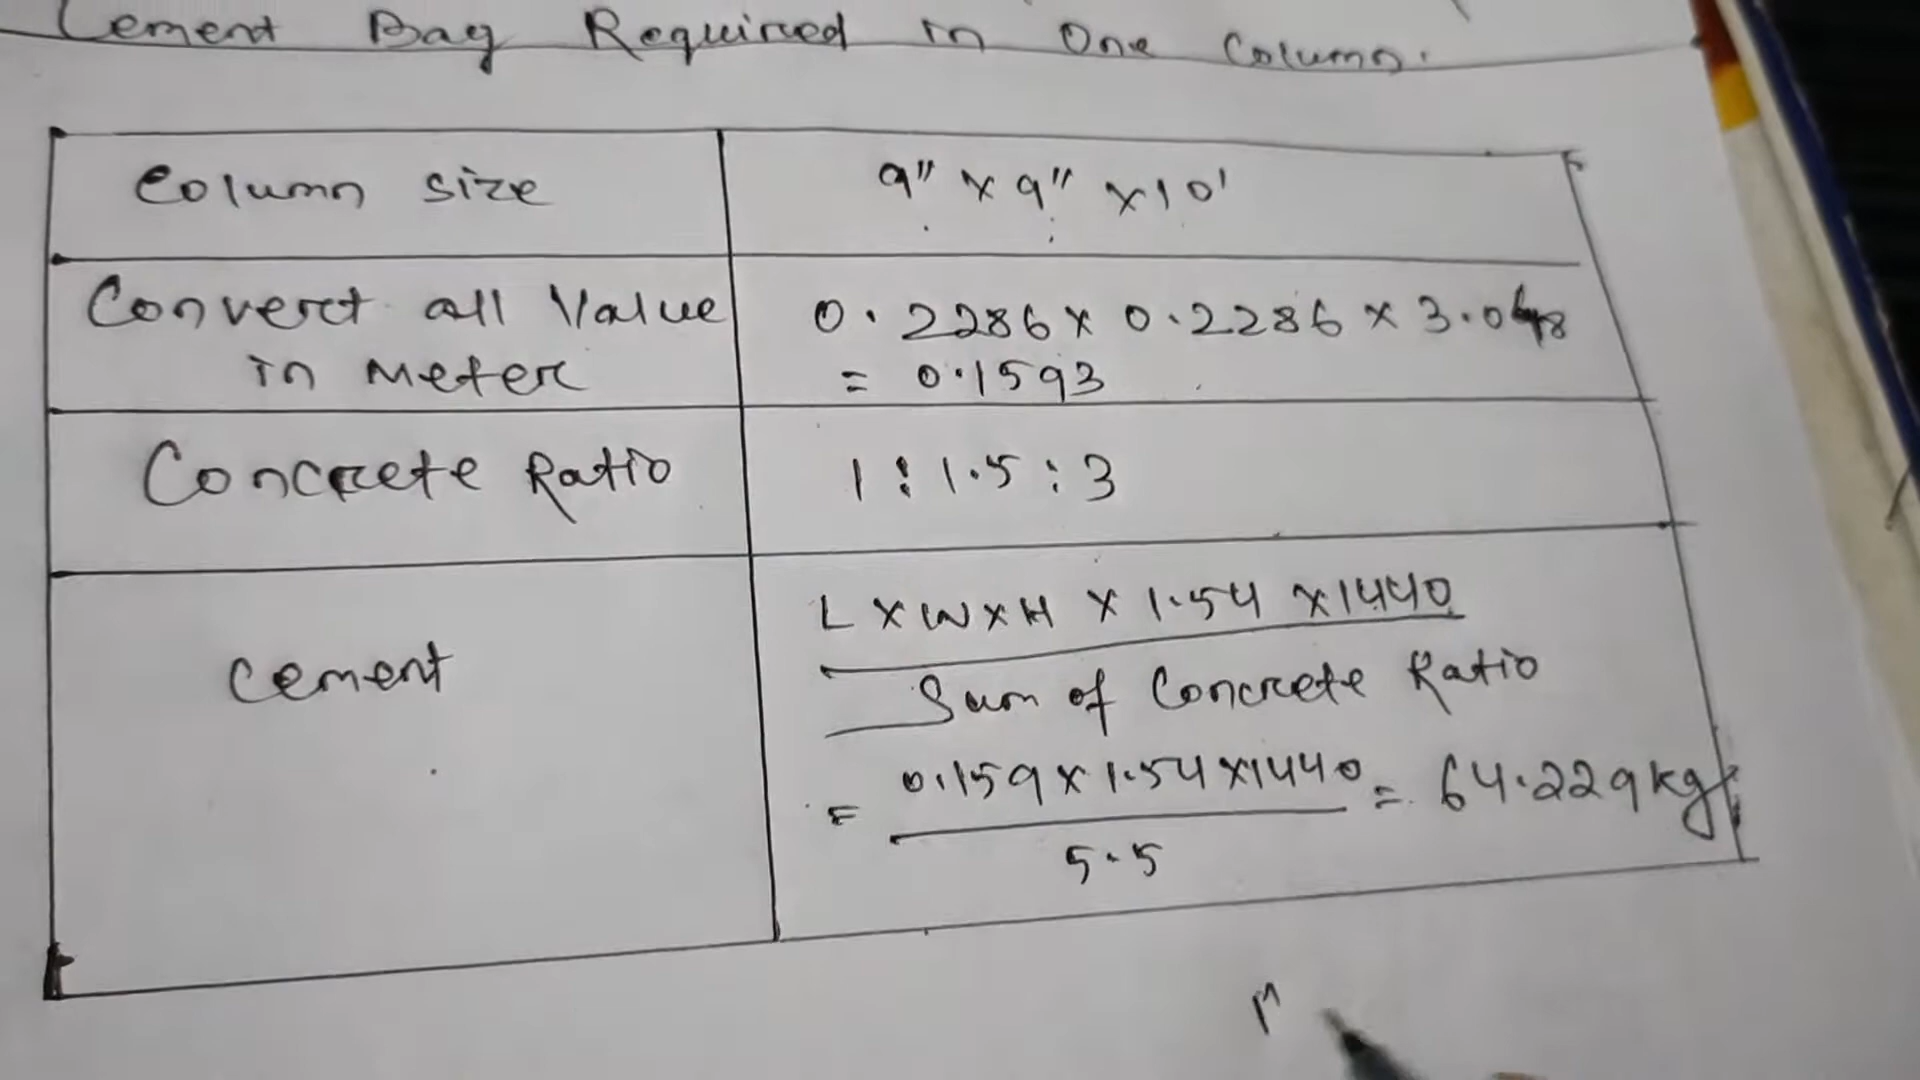 Cement Bag Required in One Column.
Column size
9" x 9" x 10'
Convert all Value
in Meter
0.2286 x 0.2286 x 3.048
= 0.1593
Concrete Ratio
1 : 1.5 : 3
Cement
L x W x H x 1.54 x 1440
Sum of Concrete Ratio
= 0.159 x 1.54 x 1440 = 64.229 kg
5.5